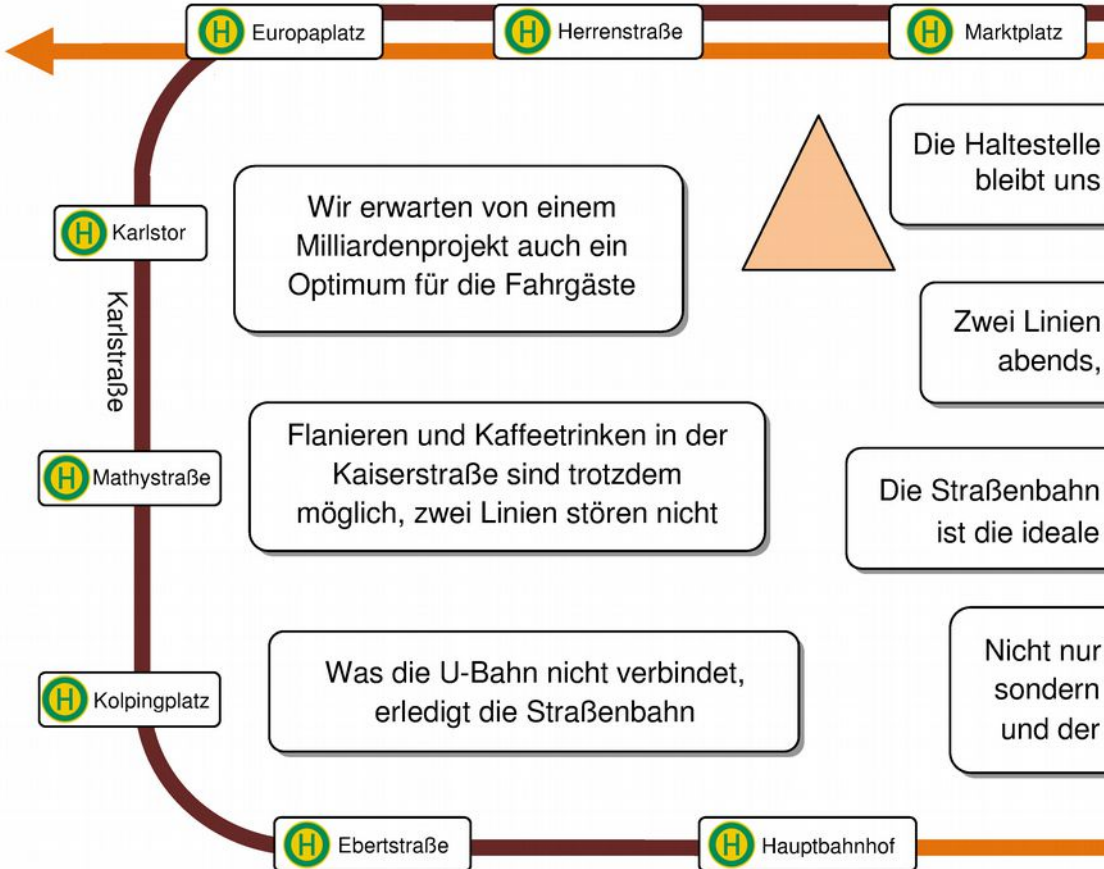 H Europaplatz
H Herrenstraße
H Marktplatz
Die Haltestelle
bleibt uns
Wir erwarten von einem
Milliardenprojekt auch ein
Optimum für die Fahrgäste
H Karlstor
Karlstraße
Zwei Linien
abends,
Flanieren und Kaffeetrinken in der
Kaiserstraße sind trotzdem
möglich, zwei Linien stören nicht
H Mathystraße
Die Straßenbahn
ist die ideale
Was die U-Bahn nicht verbindet,
erledigt die Straßenbahn
H Kolpingplatz
Nicht nur
sondern
und der
H Ebertstraße
H Hauptbahnhof